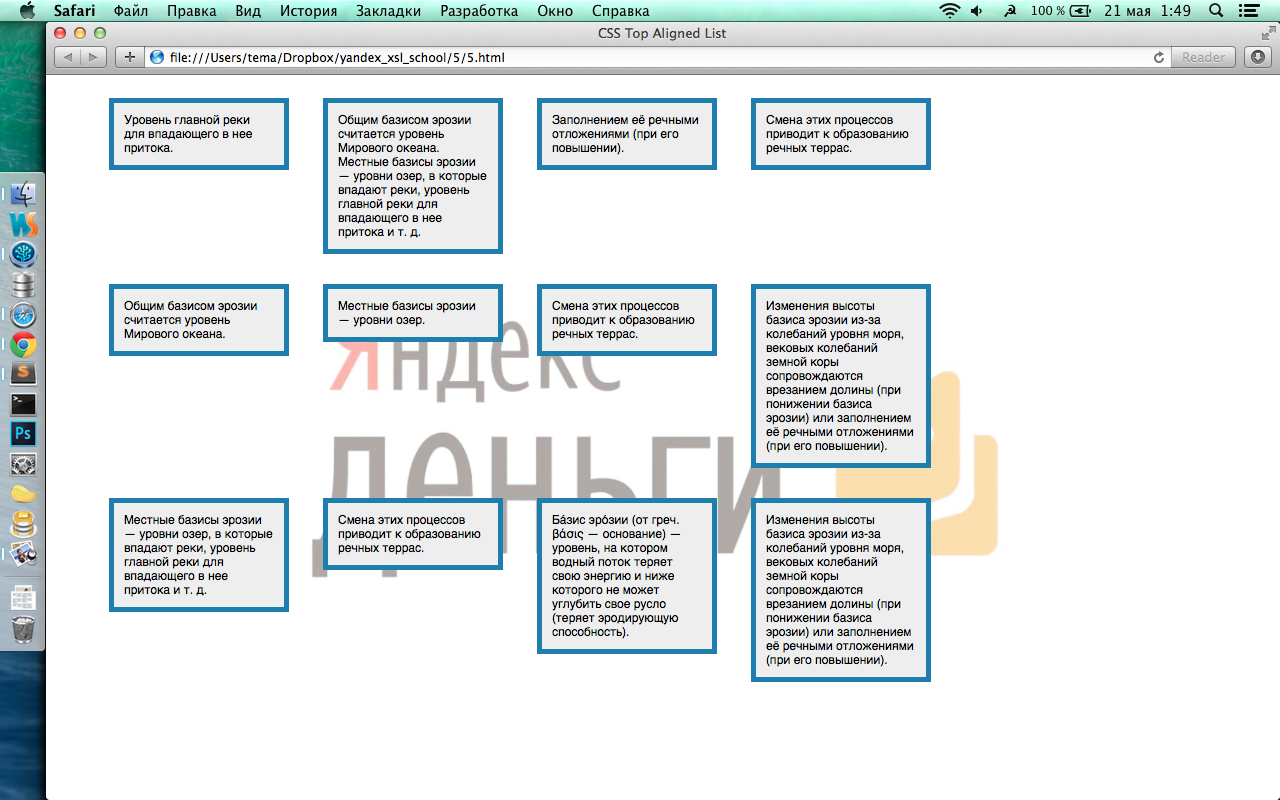 Safari Файл Правка Вид История Закладки Разработка Окно Справка 100 % 21 мая 1:49
CSS Top Aligned List
file:///Users/tema/Dropbox/yandex_xsl_school/5/5.html Reader
Уровень главной реки
для впадающего в нее
притока.
Общим базисом эрозии
считается уровень
Мирового океана.
Местные базисы эрозии
— уровни озер, в которые
впадают реки, уровень
главной реки для
впадающего в нее
притока и т. д.
Заполнением её речными
отложениями (при его
повышении).
Смена этих процессов
приводит к образованию
речных террас.
Общим базисом эрозии
считается уровень
Мирового океана.
Местные базисы эрозии
— уровни озер.
Смена этих процессов
приводит к образованию
речных террас.
Изменения высоты
базиса эрозии из-за
колебаний уровня моря,
вековых колебаний
земной коры
сопровождаются
врезанием долины (при
понижении базиса
эрозии) или заполнением
её речными отложениями
(при его повышении).
Яндекс
деньги
Местные базисы эрозии
— уровни озер, в которые
впадают реки, уровень
главной реки для
впадающего в нее
притока и т. д.
Смена этих процессов
приводит к образованию
речных террас.
Ба́зис эро́зии (от греч.
βάσις — основание) —
уровень, на котором
водный поток теряет
свою энергию и ниже
которого не может
углубить свое русло
(теряет эродирующую
способность).
Изменения высоты
базиса эрозии из-за
колебаний уровня моря,
вековых колебаний
земной коры
сопровождаются
врезанием долины (при
понижении базиса
эрозии) или заполнением
её речными отложениями
(при его повышении).
WS
S
Ps